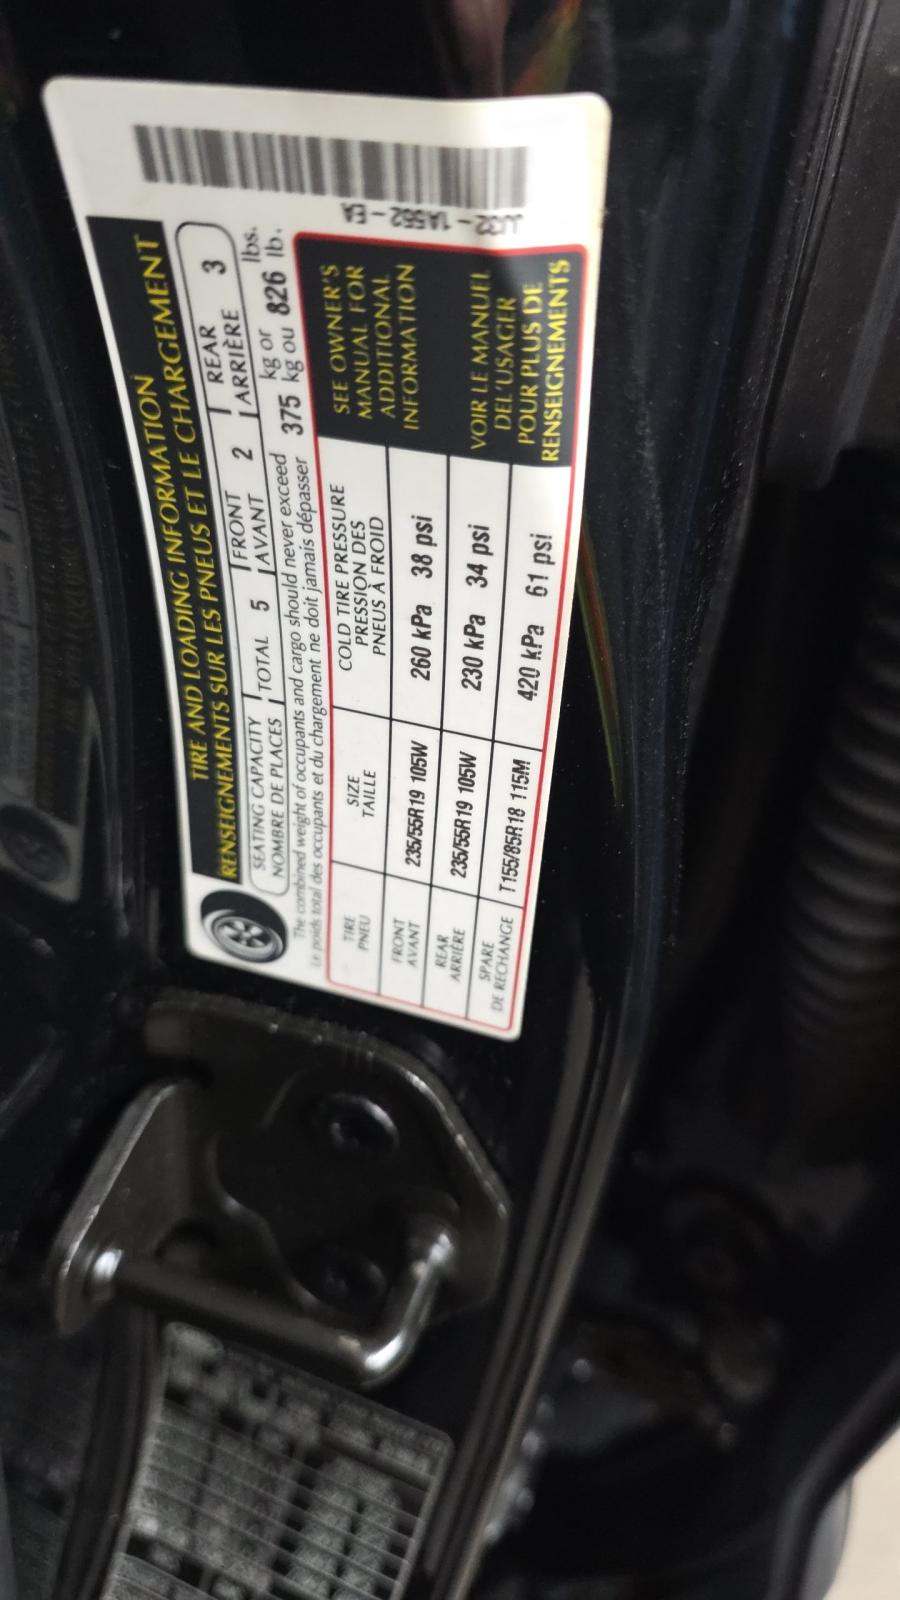 TIRE AND LOADING INFORMATION
RENSEIGNEMENTS SUR LES PNEUS ET LE CHARGEMENT
SEATING CAPACITY TOTAL 5 FRONT 2 REAR 3
NOMBRE DE PLACES AVANT ARRIÈRE
The combined weight of occupants and cargo should never exceed 375 kg or 826 lbs.
Le poids total des occupants et du chargement ne doit jamais dépasser kg ou lb.
TIRE
PNEU
SIZE
TAILLE
COLD TIRE PRESSURE
PRESSION DES
PNEUS À FROID
SEE OWNER'S
MANUAL FOR
ADDITIONAL
INFORMATION
FRONT
AVANT
235/55R19 105W
260 kPa 38 psi
REAR
ARRIÈRE
235/55R19 105W
230 kPa 34 psi
VOIR LE MANUEL
DE L'USAGER
POUR PLUS DE
RENSEIGNEMENTS
SPARE
DE RECHANGE
T155/85R18 115M
420 kPa 61 psi
JJ32-1A552-EA